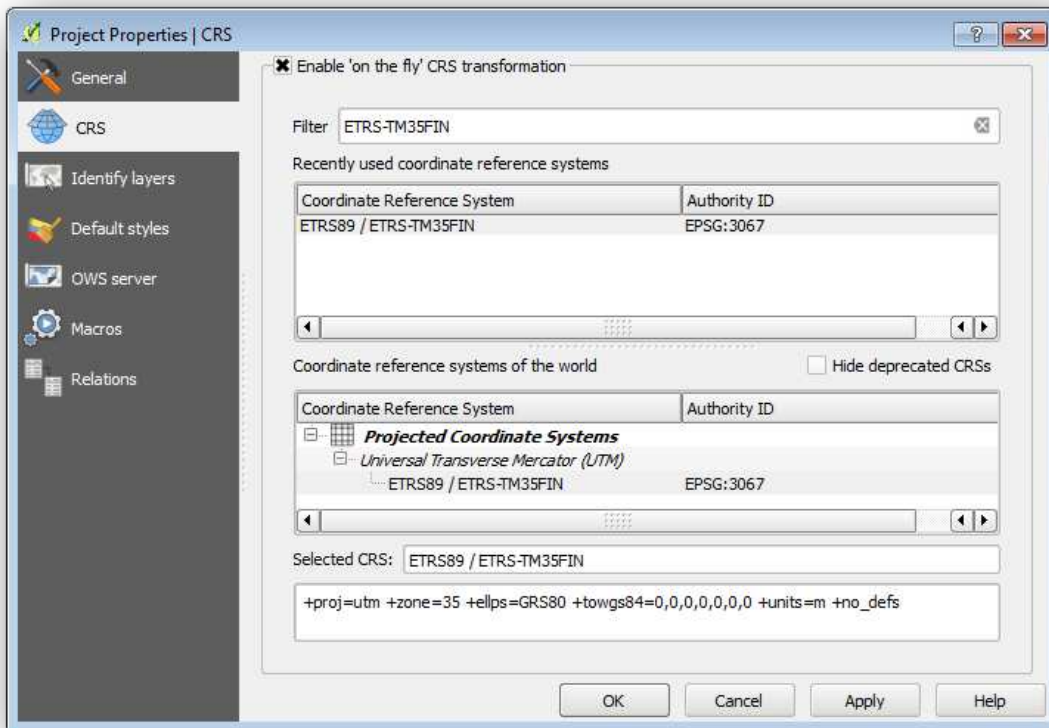 Project Properties | CRS
General
CRS
Identify layers
Default styles
OWS server
Macros
Relations
Enable 'on the fly' CRS transformation
Filter ETRS-TM35FIN
Recently used coordinate reference systems
Coordinate Reference System Authority ID
ETRS89 / ETRS-TM35FIN EPSG:3067
Coordinate reference systems of the world Hide deprecated CRSs
Coordinate Reference System Authority ID
Projected Coordinate Systems
Universal Transverse Mercator (UTM)
ETRS89 / ETRS-TM35FIN EPSG:3067
Selected CRS: ETRS89 / ETRS-TM35FIN
+proj=utm +zone=35 +ellps=GRS80 +towgs84=0,0,0,0,0,0,0 +units=m +no_defs
OK Cancel Apply Help